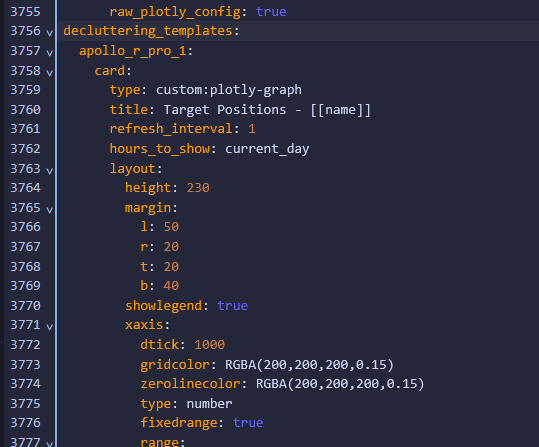 3755 raw_plotly_config: true
3756 decluttering_templates:
3757 apollo_r_pro_1:
3758 card:
3759 type: custom:plotly-graph
3760 title: Target Positions - [[name]]
3761 refresh_interval: 1
3762 hours_to_show: current_day
3763 layout:
3764 height: 230
3765 margin:
3766 l: 50
3767 r: 20
3768 t: 20
3769 b: 40
3770 showlegend: true
3771 xaxis:
3772 dtick: 1000
3773 gridcolor: RGBA(200,200,200,0.15)
3774 zerolinecolor: RGBA(200,200,200,0.15)
3775 type: number
3776 fixedrange: true
3777 range: